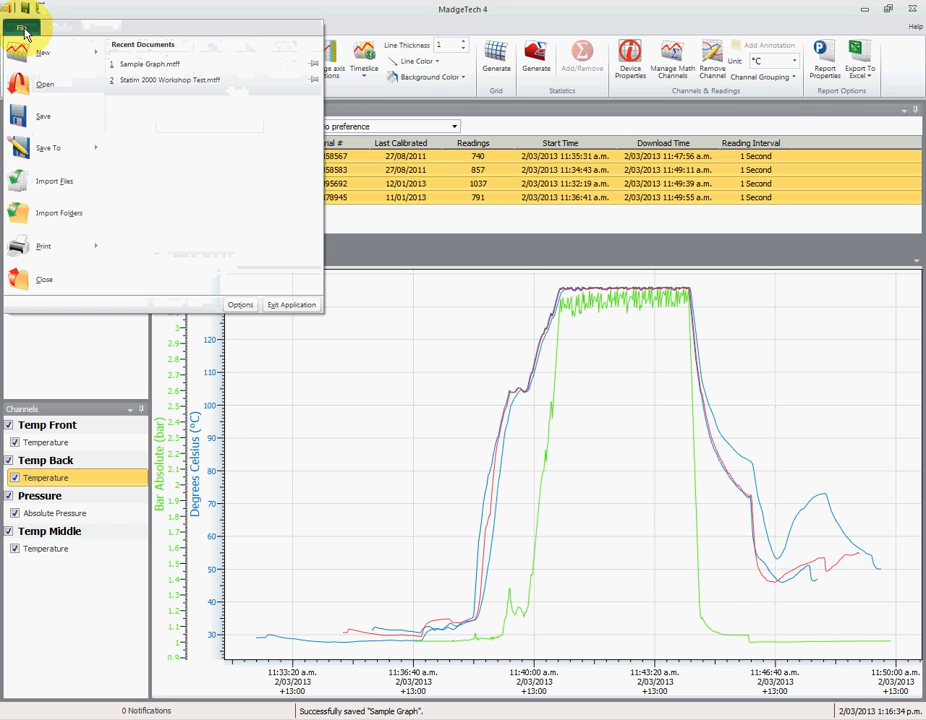 MadgeTech 4
File
Help
New
Recent Documents
1 Sample Graph.mtff
2 Statim 2000 Workshop Test.mtff
Open
Save
Save To
Import Files
Import Folders
Print
Close
Options
Exit Application
Timeslice
Line Thickness 1
Line Color
Background Color
Generate
Grid
Generate
Add/Remove
Statistics
Device Properties
Manage Math Channels
Remove Channel
Add Annotation
Unit: °C
Channel Grouping
Channels & Readings
Report Properties
Export To Excel
Report Options
preference
Last Calibrated Readings Start Time Download Time Reading Interval
58567 27/08/2011 740 2/03/2013 11:35:31 a.m. 2/03/2013 11:47:56 a.m. 1 Second
58583 27/08/2011 857 2/03/2013 11:34:43 a.m. 2/03/2013 11:49:11 a.m. 1 Second
95692 12/01/2013 1037 2/03/2013 11:32:19 a.m. 2/03/2013 11:49:39 a.m. 1 Second
78945 11/01/2013 791 2/03/2013 11:36:41 a.m. 2/03/2013 11:49:55 a.m. 1 Second
Channels
Temp Front
Temperature
Temp Back
Temperature
Pressure
Absolute Pressure
Temp Middle
Temperature
Bar Absolute (bar)
3
2.9
2.8
2.7
2.6
2.5
2.4
2.3
2.2
2.1
2
1.9
1.8
1.7
1.6
1.5
1.4
1.3
1.2
1.1
1
0.9
Degrees Celsius (°C)
120
110
100
90
80
70
60
50
40
30
11:33:20 a.m. 11:36:40 a.m. 11:40:00 a.m. 11:43:20 a.m. 11:46:40 a.m. 11:50:00 a.m.
2/03/2013 2/03/2013 2/03/2013 2/03/2013 2/03/2013 2/03/2013
+13:00 +13:00 +13:00 +13:00 +13:00 +13:00
0 Notifications
Successfully saved "Sample Graph".
2/03/2013 1:16:34 p.m.